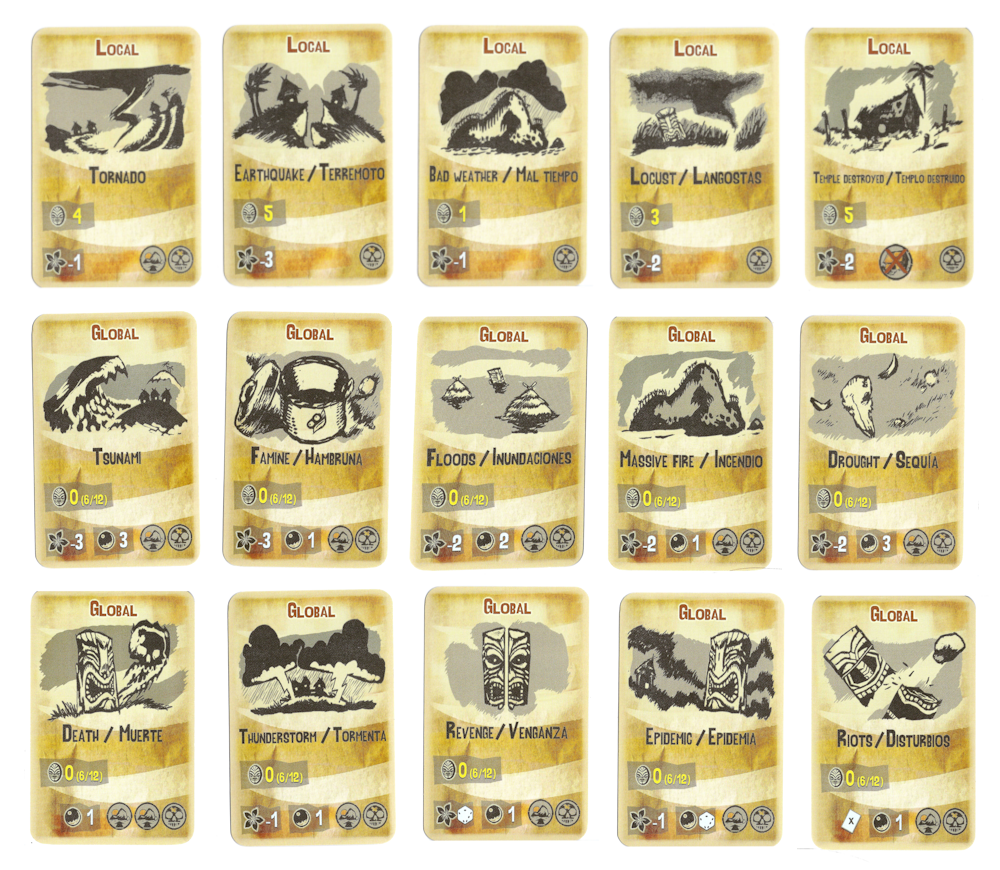 Local
Tornado
4
-1
Local
Earthquake / Terremoto
5
-3
Local
Bad weather / Mal tiempo
1
-1
Local
Locust / Langostas
3
-2
Local
Temple destroyed / Templo destruido
5
-2
Global
Tsunami
0 (6/12)
-3 3
Global
Famine / Hambruna
0 (6/12)
-3 1
Global
Floods / Inundaciones
0 (6/12)
-2 2
Global
Massive fire / Incendio
0 (6/12)
-2 1
Global
Drought / Sequía
0 (6/12)
-2 3
Global
Death / Muerte
0 (6/12)
1
Global
Thunderstorm / Tormenta
0 (6/12)
-1 1
Global
Revenge / Venganza
0 (6/12)
1
Global
Epidemic / Epidemia
0 (6/12)
-1
Global
Riots / Disturbios
0 (6/12)
x 1